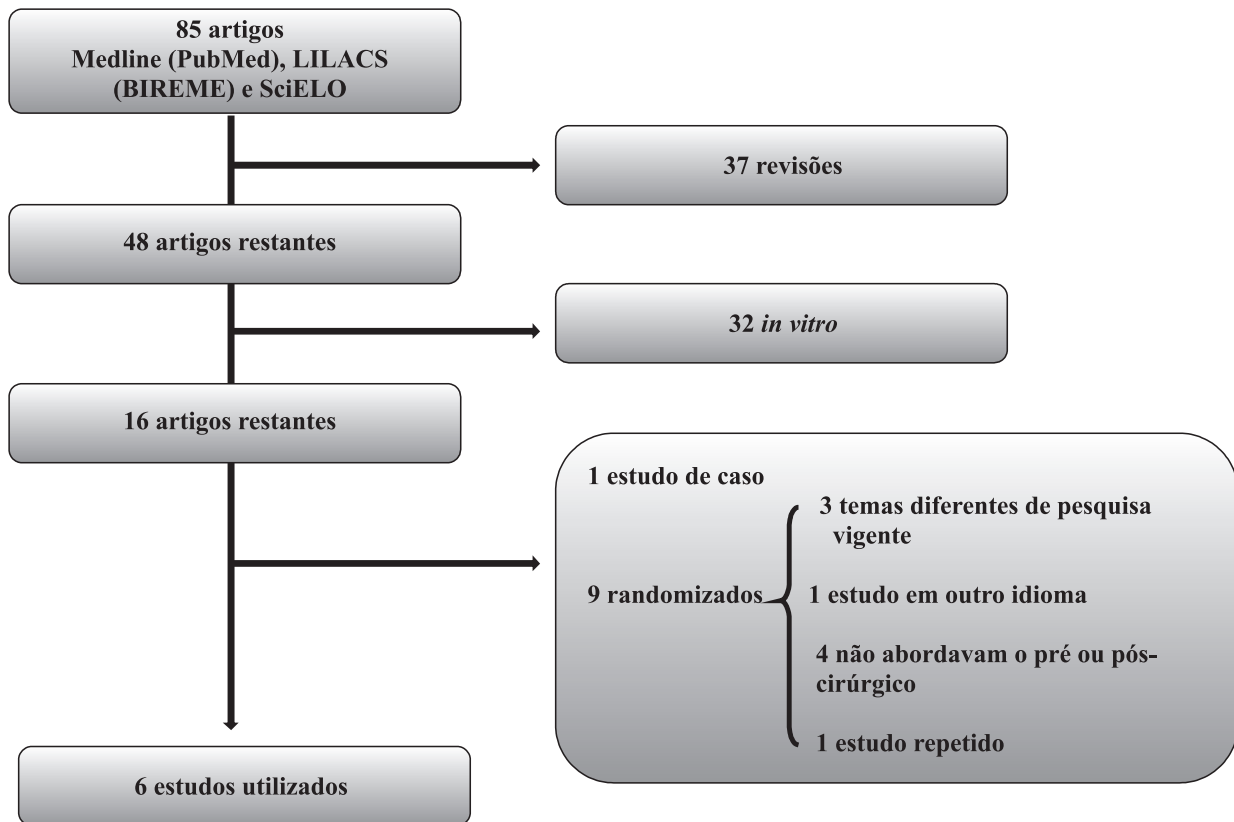 85 artigos
Medline (PubMed), LILACS
(BIREME) e SciELO
37 revisões
48 artigos restantes
32 in vitro
16 artigos restantes
1 estudo de caso
9 randomizados
3 temas diferentes de pesquisa
vigente
1 estudo em outro idioma
4 não abordavam o pré ou pós-
cirúrgico
1 estudo repetido
6 estudos utilizados